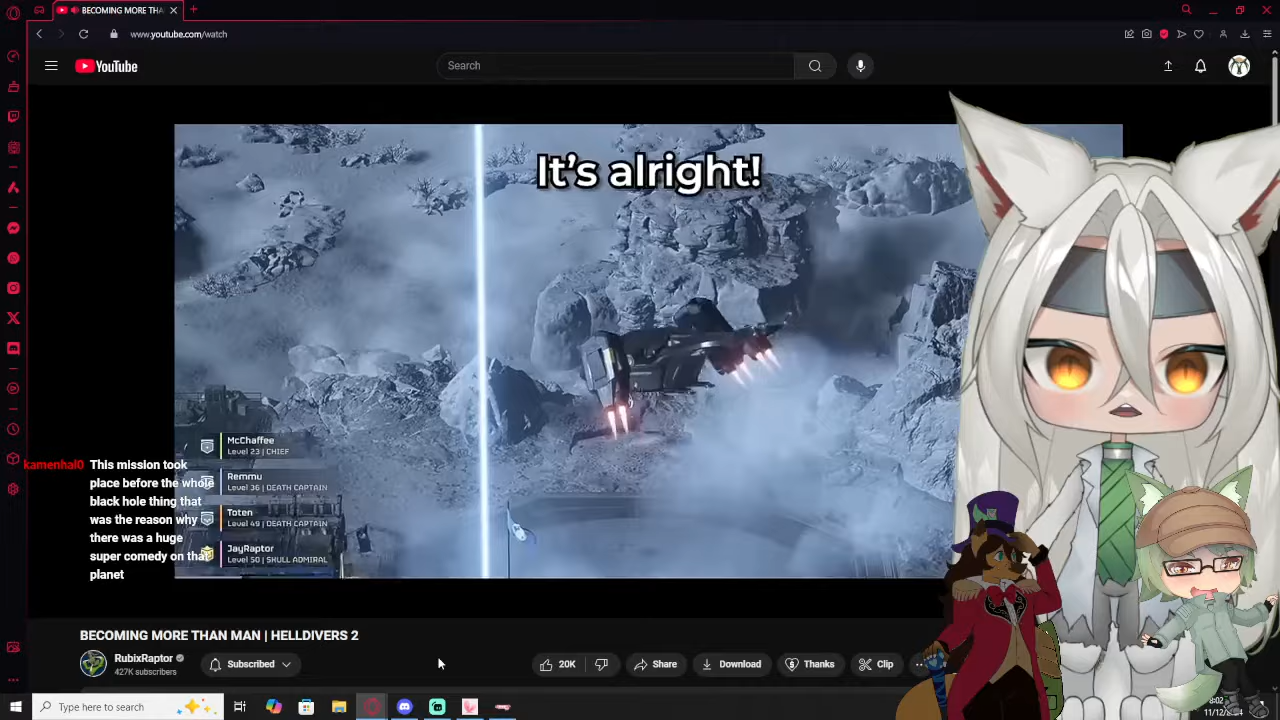 BECOMING MORE THA
www.youtube.com/watch
YouTube
Search
It's alright!
McChaffee
Level 23 | CHIEF
Remmu
Level 36 | DEATH CAPTAIN
Toten
Level 49 | DEATH CAPTAIN
JayRaptor
Level 50 | SKULL ADMIRAL
kamenhal0 This mission took
place before the whole
black hole thing that
was the reason why
there was a huge
super comedy on that
planet
BECOMING MORE THAN MAN | HELLDIVERS 2
RubixRaptor
427K subscribers
Subscribed
20K
Share
Download
Thanks
Clip
Type here to search